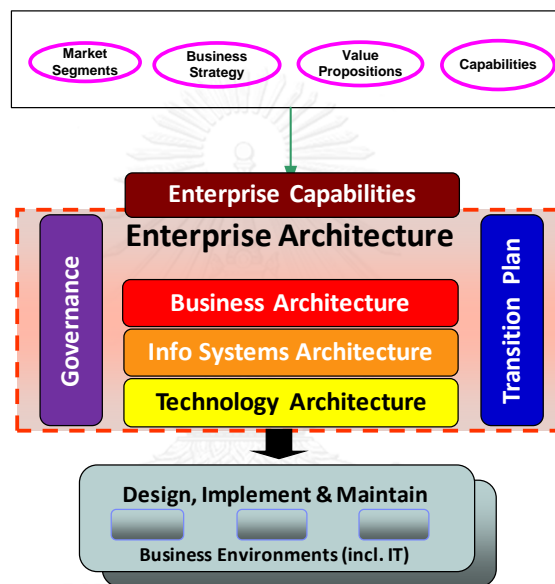 Market
Segments
Business
Strategy
Value
Propositions
Capabilities
Enterprise Capabilities
Enterprise Architecture
Governance
Business Architecture
Info Systems Architecture
Technology Architecture
Transition Plan
Design, Implement & Maintain
Business Environments (incl. IT)